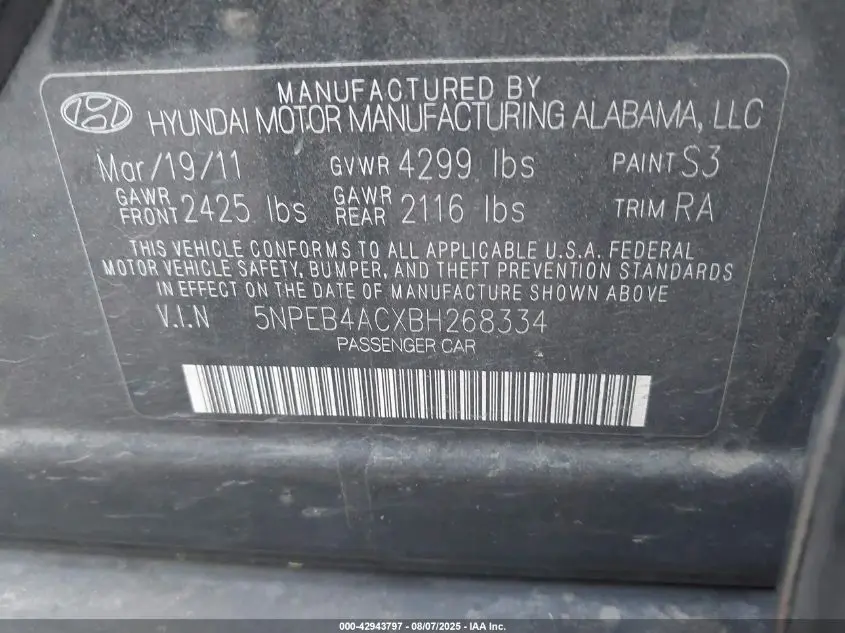 MANUFACTURED BY
HYUNDAI MOTOR MANUFACTURING ALABAMA, LLC
Mar/19/11 GVWR 4299 lbs PAINT S3
GAWR FRONT 2425 lbs GAWR REAR 2116 lbs TRIM RA
THIS VEHICLE CONFORMS TO ALL APPLICABLE U.S.A. FEDERAL
MOTOR VEHICLE SAFETY, BUMPER, AND THEFT PREVENTION STANDARDS
IN EFFECT ON THE DATE OF MANUFACTURE SHOWN ABOVE
V.I.N 5NPEB4ACXBH268334
PASSENGER CAR
000-42943797 - 08/07/2025 - IAA Inc.